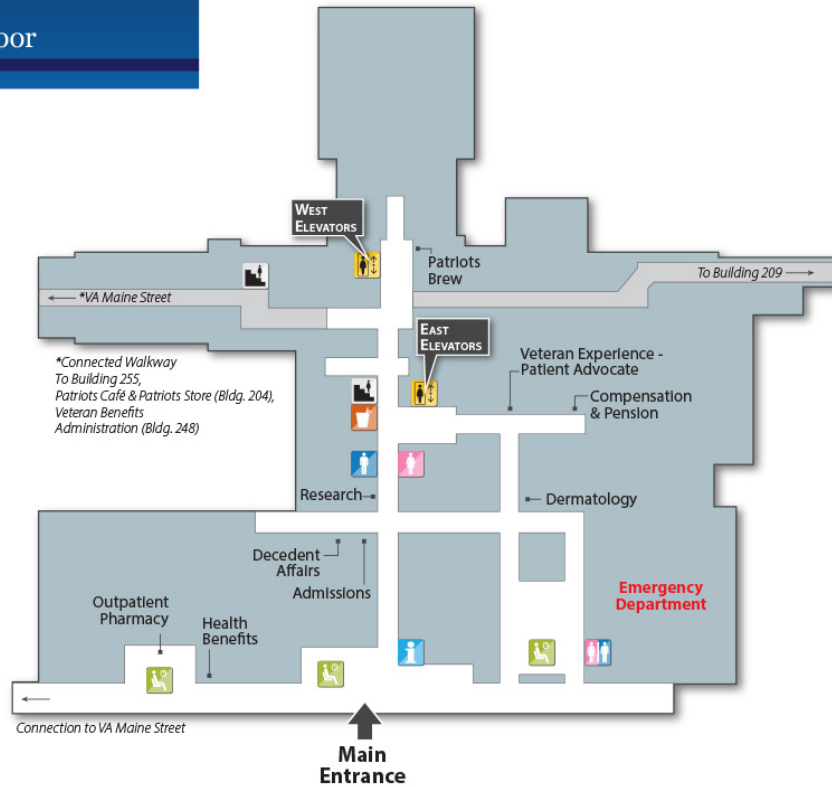 oor
WEST
ELEVATORS
Patriots
Brew
To Building 209
*VA Maine Street
EAST
ELEVATORS
*Connected Walkway
To Building 255,
Patriots Café & Patriots Store (Bldg. 204),
Veteran Benefits
Administration (Bldg. 248)
Veteran Experience -
Patient Advocate
Compensation
& Pension
Research
Dermatology
Decedent
Affairs
Admissions
Emergency
Department
Outpatient
Pharmacy
Health
Benefits
Connection to VA Maine Street
Main
Entrance